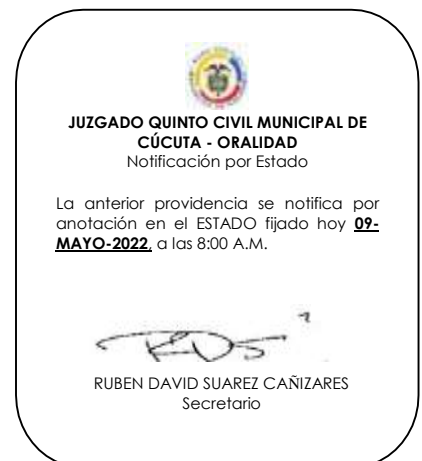 JUZGADO QUINTO CIVIL MUNICIPAL DE
CÚCUTA - ORALIDAD
Notificación por Estado
La anterior providencia se notifica por
anotación en el ESTADO fijado hoy 09-
MAYO-2022, a las 8:00 A.M.
RUBEN DAVID SUAREZ CAÑIZARES
Secretario